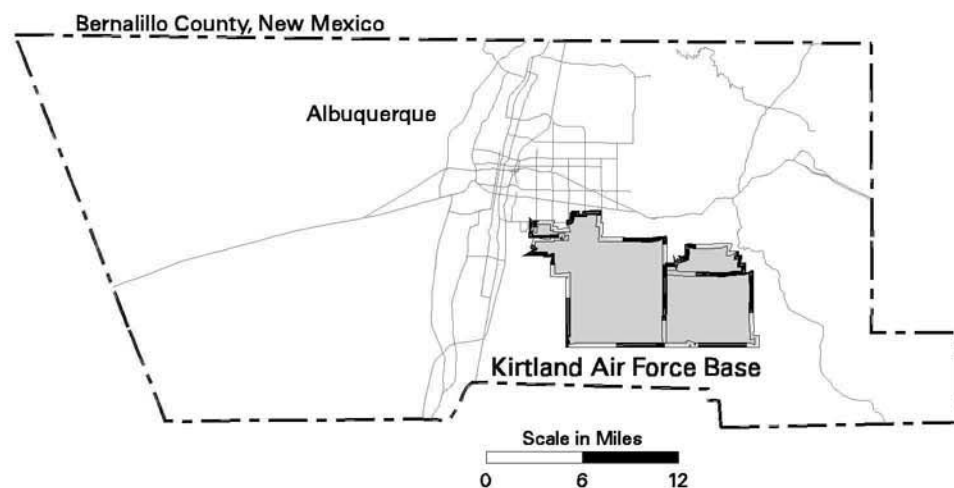 Bernalillo County, New Mexico
Albuquerque
Kirtland Air Force Base
Scale in Miles
0 6 12